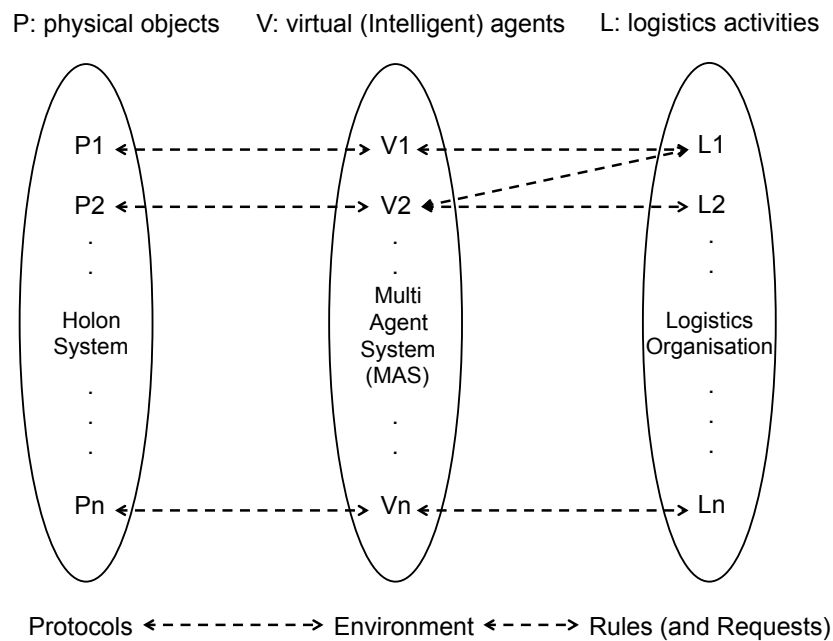 P: physical objects V: virtual (Intelligent) agents L: logistics activities
P1 V1 L1
P2 V2 L2
Holon
System
Multi
Agent
System
(MAS)
Logistics
Organisation
Pn Vn Ln
Protocols Environment Rules (and Requests)